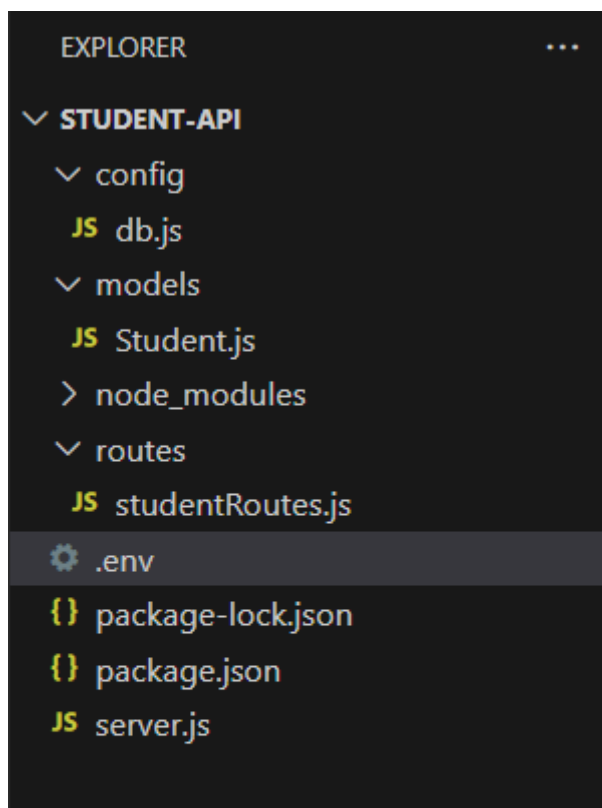 EXPLORER ...
STUDENT-API
config
JS db.js
models
JS Student.js
node_modules
routes
JS studentRoutes.js
.env
{} package-lock.json
{} package.json
JS server.js